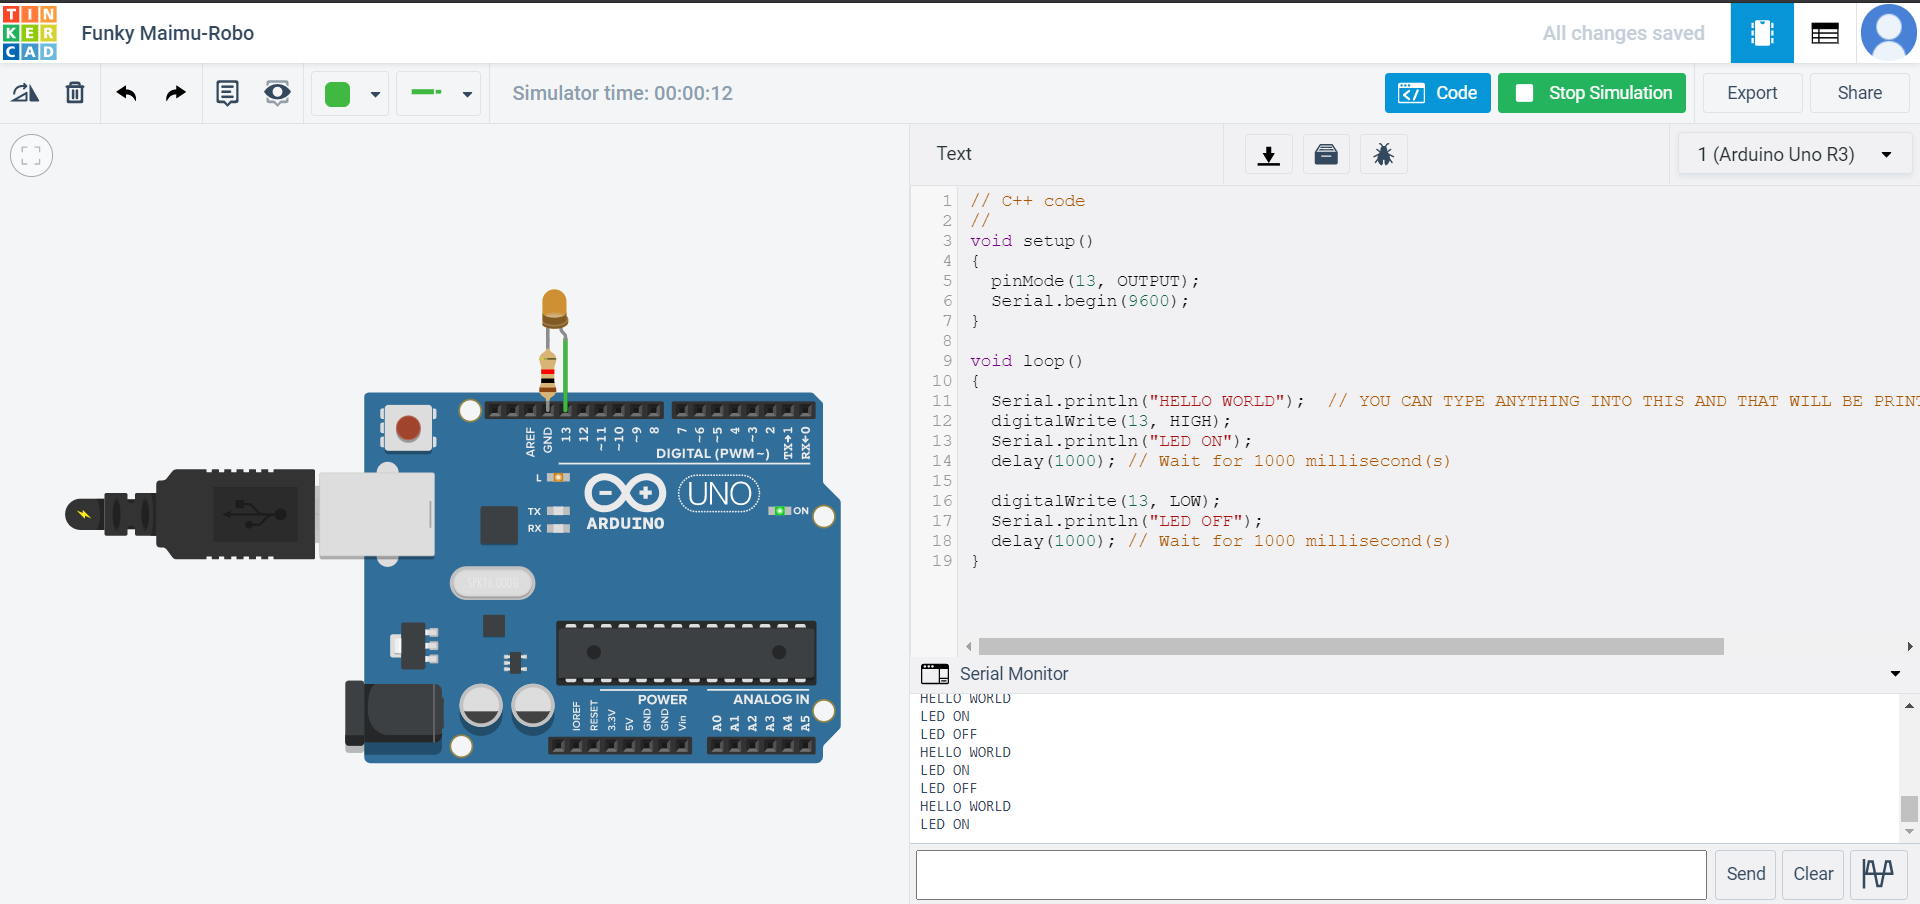 TIN
KER
CAD
Funky Maimu-Robo
All changes saved
Simulator time: 00:00:12
Code
Stop Simulation
Export
Share
Text
1 (Arduino Uno R3)
1 // C++ code
2 //
3 void setup()
4 {
5 pinMode(13, OUTPUT);
6 Serial.begin(9600);
7 }
8
9 void loop()
10 {
11 Serial.println("HELLO WORLD"); // YOU CAN TYPE ANYTHING INTO THIS AND THAT WILL BE PRINT
12 digitalWrite(13, HIGH);
13 Serial.println("LED ON");
14 delay(1000); // Wait for 1000 millisecond(s)
15
16 digitalWrite(13, LOW);
17 Serial.println("LED OFF");
18 delay(1000); // Wait for 1000 millisecond(s)
19 }
AREF GND 13 12 ~11 ~10 ~9 8 7 ~6 ~5 4 ~3 2 TX→1 RX←0
DIGITAL (PWM~)
L
UNO
TX
RX
ARDUINO
ON
SPK16.000G
POWER
ANALOG IN
IOREF RESET 3.3V 5V GND GND Vin A0 A1 A2 A3 A4 A5
Serial Monitor
HELLO WORLD
LED ON
LED OFF
HELLO WORLD
LED ON
LED OFF
HELLO WORLD
LED ON
Send
Clear